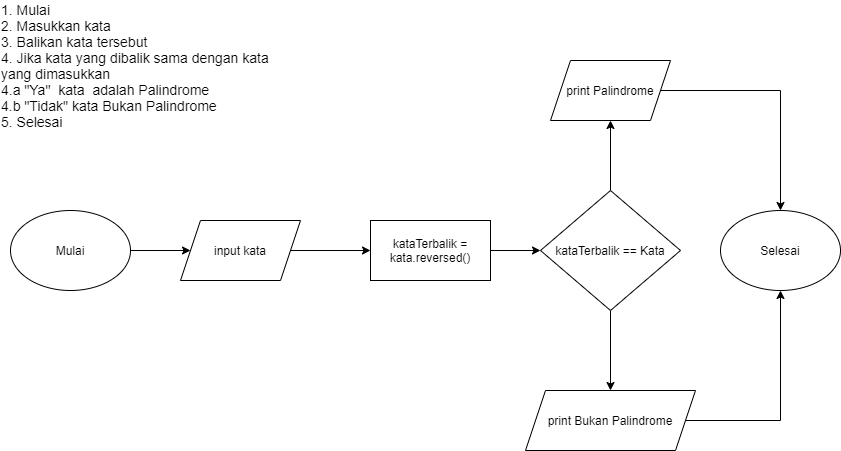 1. Mulai
2. Masukkan kata
3. Balikan kata tersebut
4. Jika kata yang dibalik sama dengan kata
yang dimasukkan
4.a "Ya"  kata  adalah Palindrome
4.b "Tidak" kata Bukan Palindrome
5. Selesai
print Palindrome
Mulai
input kata
kataTerbalik =
kata.reversed()
kataTerbalik == Kata
Selesai
print Bukan Palindrome